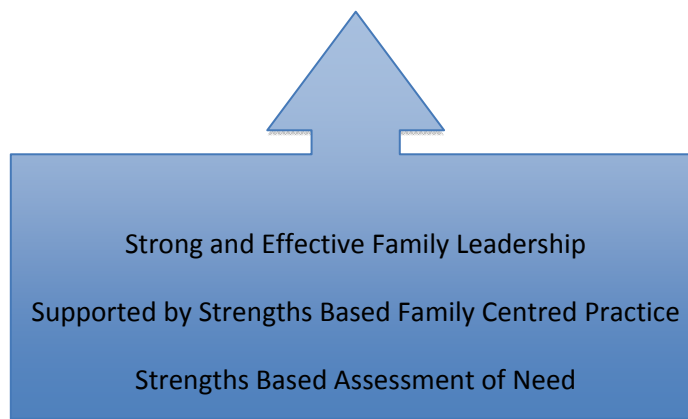 Strong and Effective Family Leadership
Supported by Strengths Based Family Centred Practice
Strengths Based Assessment of Need